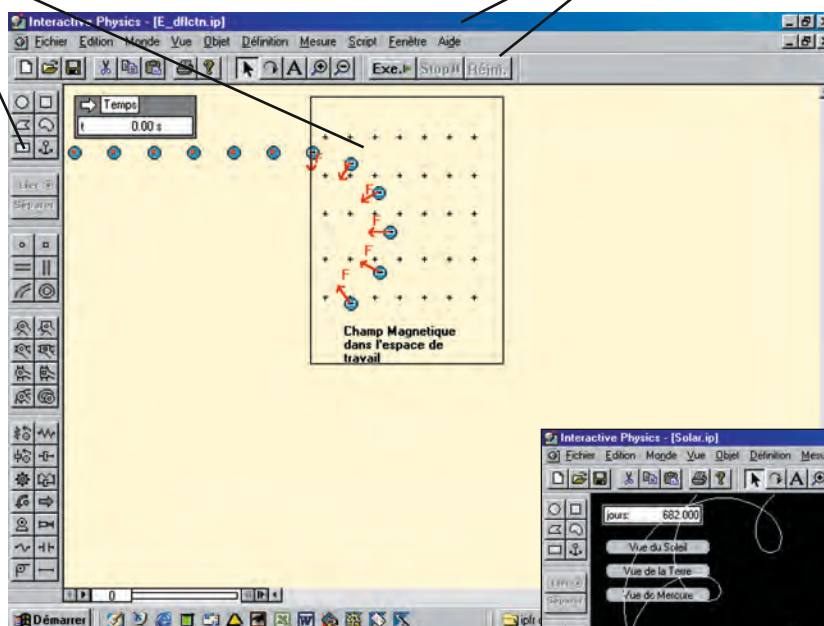 Interactive Physics - [E_dflctn.ip]
Fichier Edition Monde Vue Objet Définition Mesure Script Fenêtre Aide
A Exe. Stop Réini.
Temps
t 0.00 s
F
F
F
F
F
F
Champ Magnetique
dans l'espace de
travail
Lier
Séparer
0
Démarrer
Interactive Physics - [Solar.ip]
Fichier Edition Monde Vue Objet Définition
A
jours: 682.000
Vue du Soleil
Vue de la Terre
Vue de Mercure
Lier
Séparer